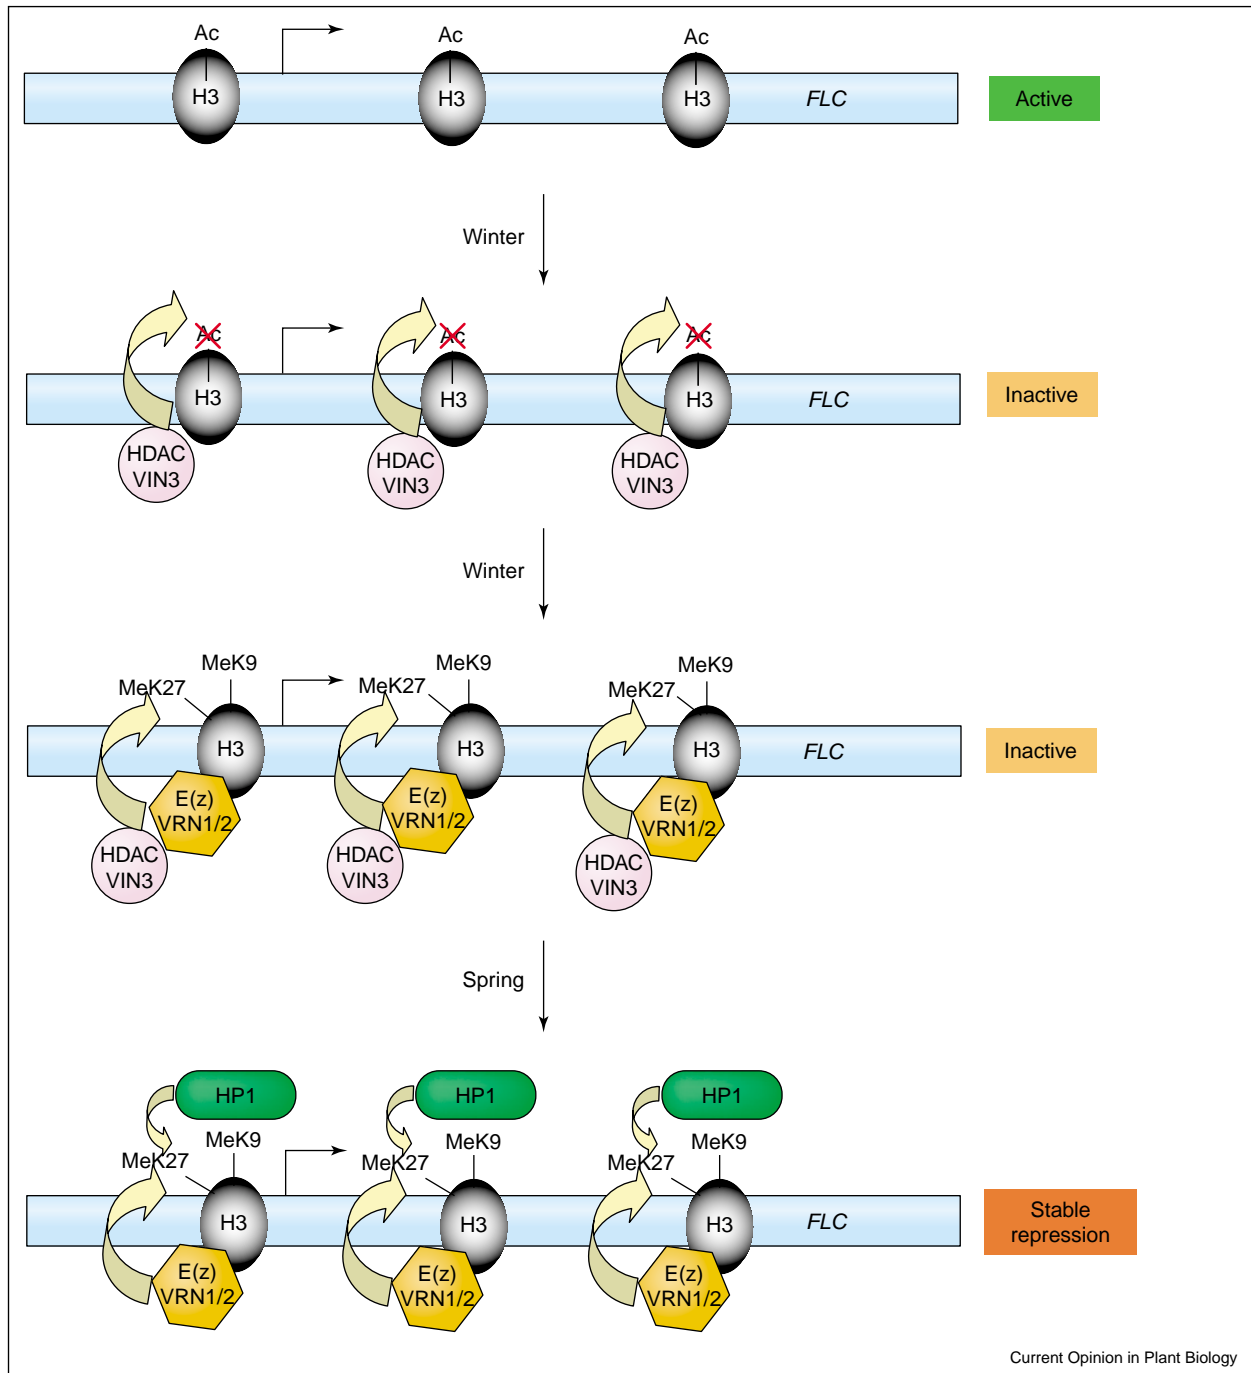 Ac Ac Ac
H3 H3 H3 FLC Active
Winter
Ac Ac Ac
H3 H3 H3 FLC Inactive
HDAC HDAC HDAC
VIN3 VIN3 VIN3
Winter
MeK9 MeK9 MeK9
MeK27 MeK27 MeK27
H3 H3 H3 FLC Inactive
E(z) E(z) E(z)
VRN1/2 VRN1/2 VRN1/2
HDAC HDAC HDAC
VIN3 VIN3 VIN3
Spring
HP1 HP1 HP1
MeK9 MeK9 MeK9
MeK27 MeK27 MeK27
H3 H3 H3 FLC Stable
repression
E(z) E(z) E(z)
VRN1/2 VRN1/2 VRN1/2
Current Opinion in Plant Biology